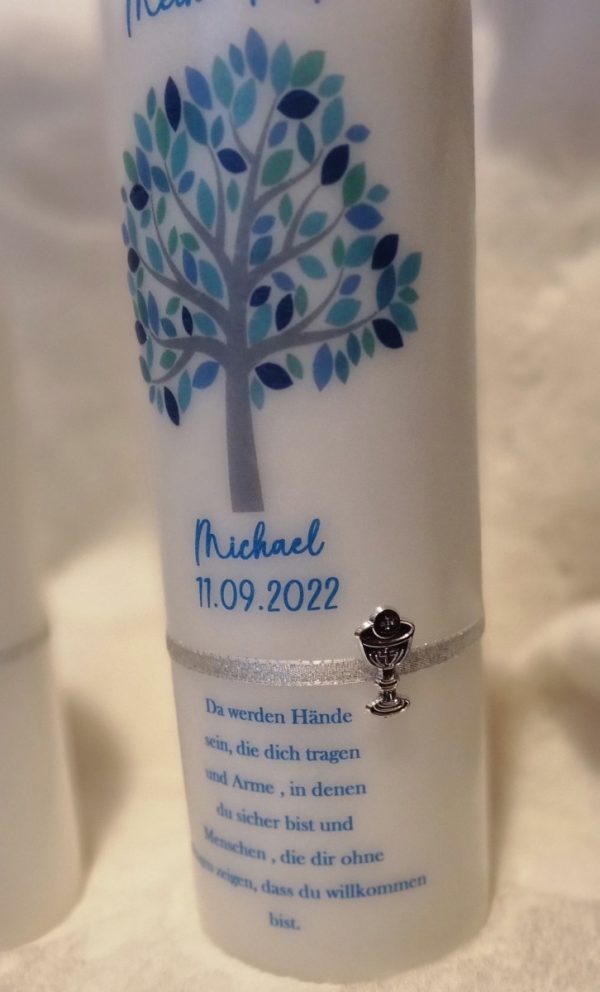 Michael
11.09.2022
Da werden Hände
sein, die dich tragen
und Arme , in denen
du sicher bist und
Menschen , die dir ohne
zeigen, dass du willkommen
bist.